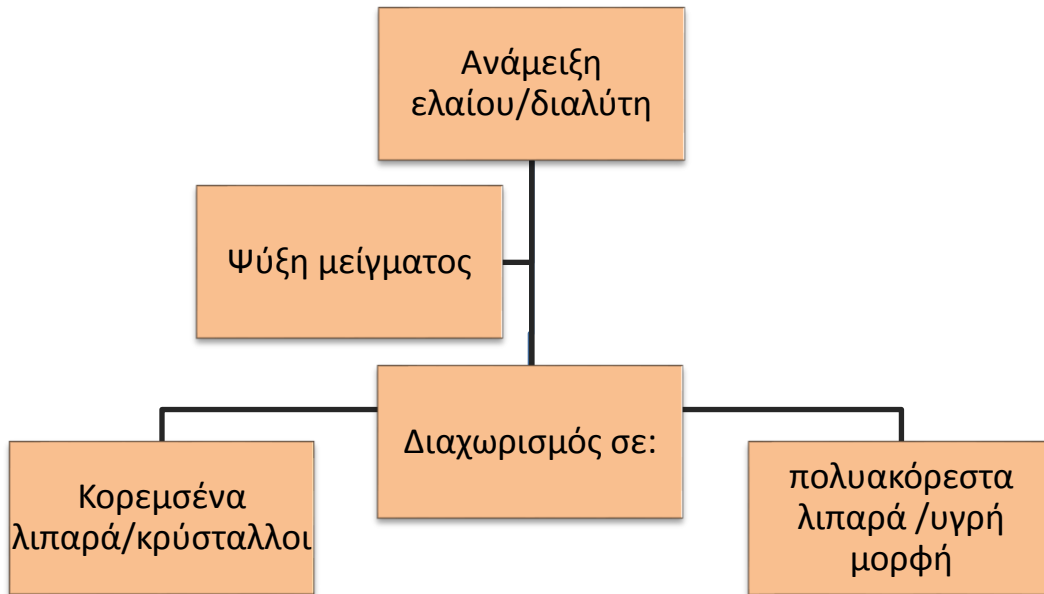 Ανάμειξη
ελαίου/διαλύτη
Ψύξη μείγματος
Διαχωρισμός σε:
Κορεμσένα
λιπαρά/κρύσταλλοι
πολυακόρεστα
λιπαρά /υγρή
μορφή